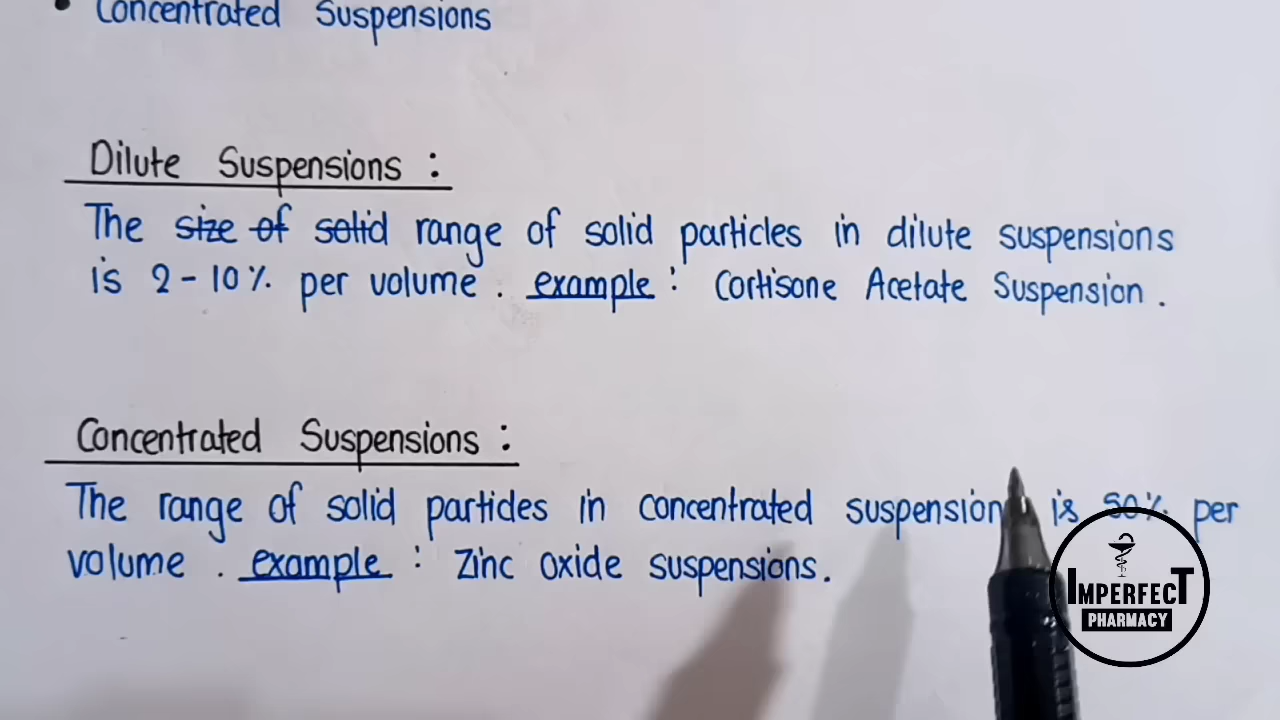 • Concentrated Suspensions
Dilute Suspensions :
The size of solid range of solid particles in dilute suspensions
is 2 - 10% per volume . example : Cortisone Acetate Suspension .
Concentrated Suspensions :
The range of solid particles in concentrated suspension is 50% per
volume . example : Zinc oxide suspensions.
IMPERFECT
PHARMACY